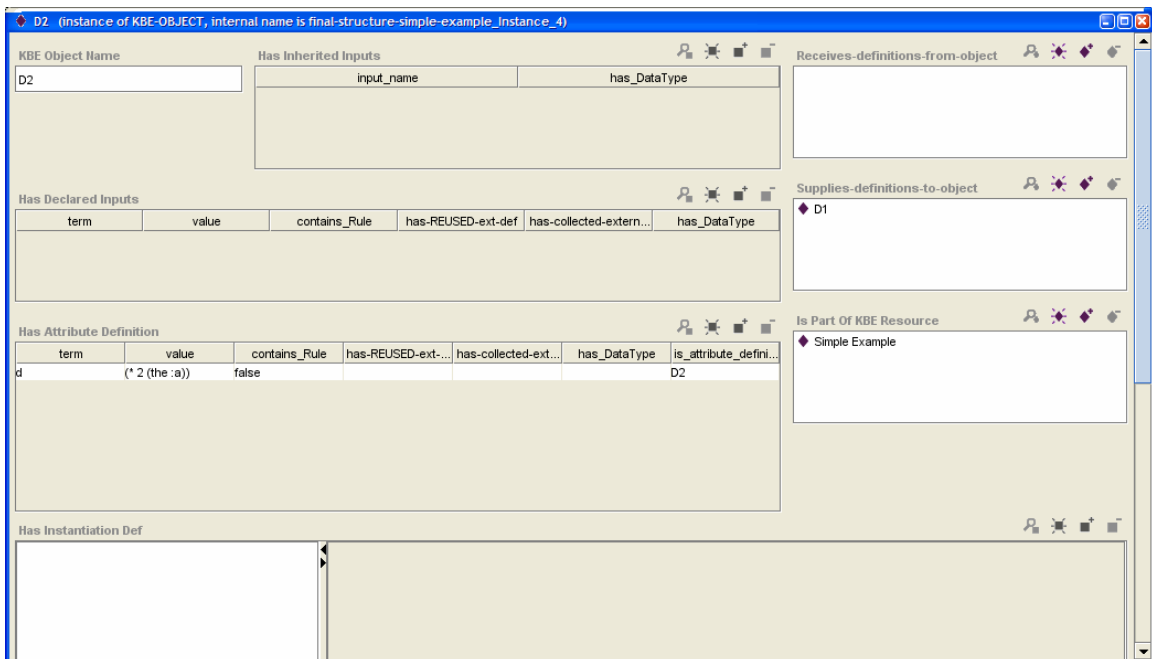 D2 (instance of KBE-OBJECT, internal name is final-structure-simple-example_Instance_4)
KBE Object Name
D2
Has Inherited Inputs
input_name has_DataType
Receives-definitions-from-object
Has Declared Inputs
term value contains_Rule has-REUSED-ext-def has-collected-extern... has_DataType
Supplies-definitions-to-object
D1
Has Attribute Definition
term value contains_Rule has-REUSED-ext-... has-collected-ext... has_DataType is_attribute_defini...
d (* 2 (the :a)) false D2
Is Part Of KBE Resource
Simple Example
Has Instantiation Def